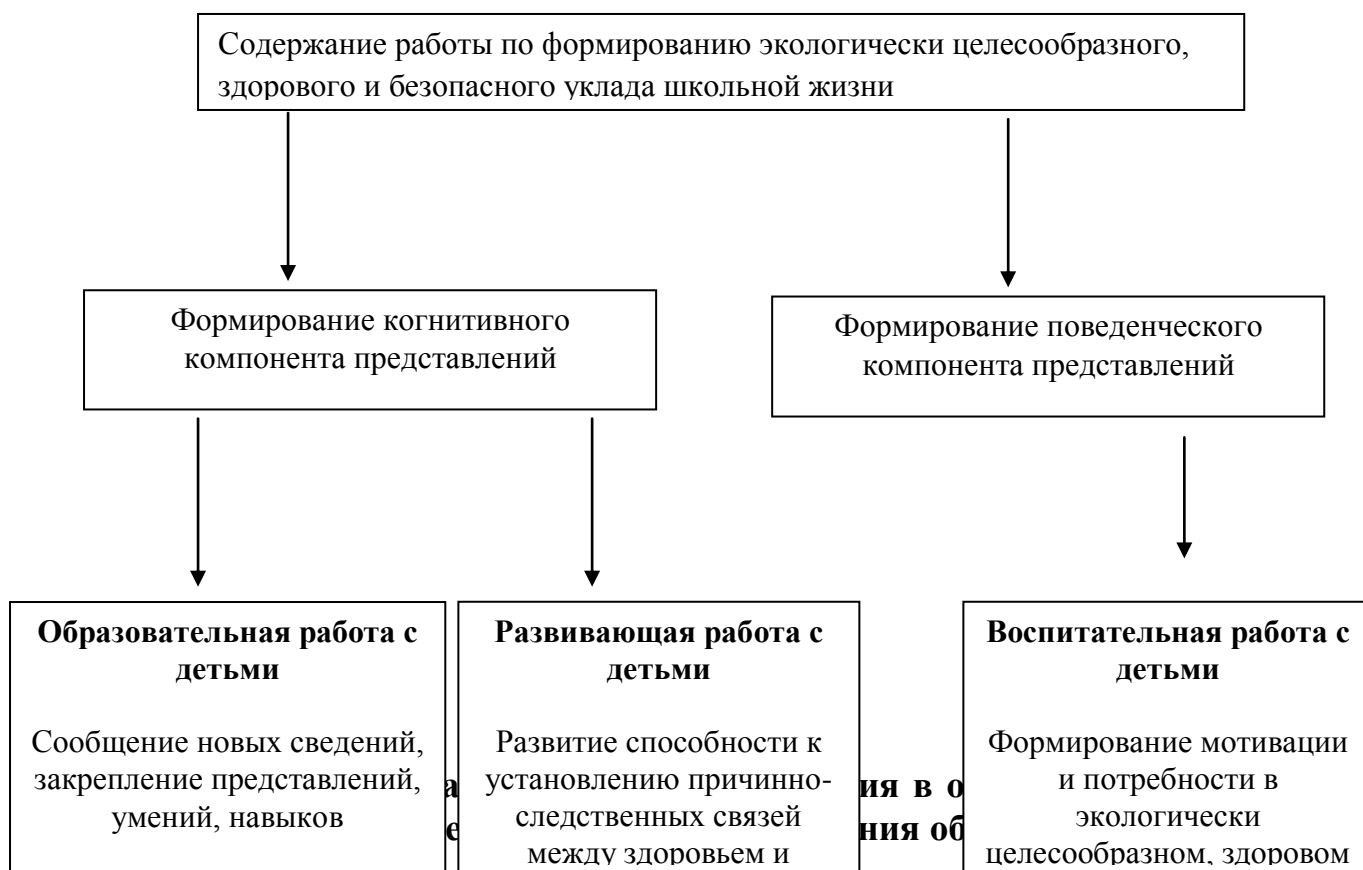 Содержание работы по формированию экологически целесообразного,
здорового и безопасного уклада школьной жизни
Формирование когнитивного
компонента представлений
Формирование поведенческого
компонента представлений
Образовательная работа с
детьми
Сообщение новых сведений,
закрепление представлений,
умений, навыков
Развивающая работа с
детьми
Развитие способности к
установлению причинно-
следственных связей
между здоровьем и
Воспитательная работа с
детьми
Формирование мотивации
и потребности в
экологически
целесообразном, здоровом